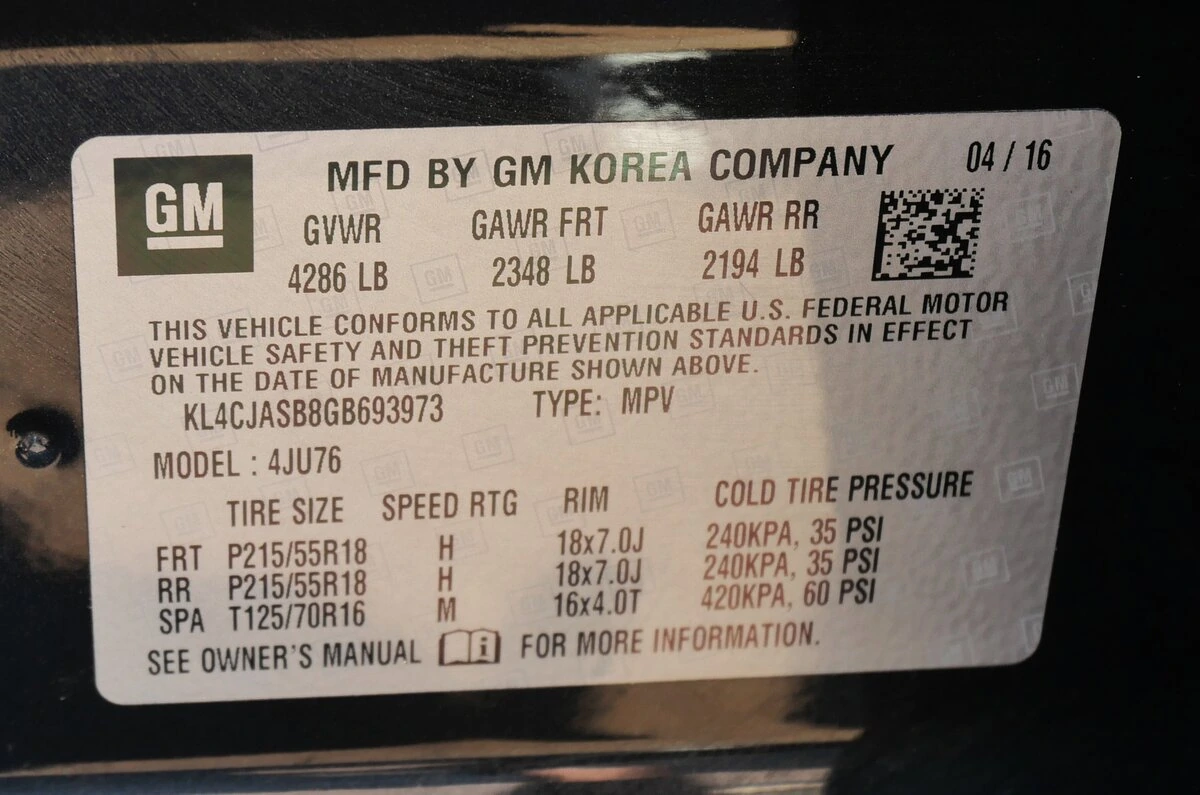 GM
MFD BY GM KOREA COMPANY 04 / 16
GVWR GAWR FRT GAWR RR
4286 LB 2348 LB 2194 LB
THIS VEHICLE CONFORMS TO ALL APPLICABLE U.S. FEDERAL MOTOR
VEHICLE SAFETY AND THEFT PREVENTION STANDARDS IN EFFECT
ON THE DATE OF MANUFACTURE SHOWN ABOVE.
KL4CJASB8GB693973 TYPE: MPV
MODEL : 4JU76
TIRE SIZE SPEED RTG RIM COLD TIRE PRESSURE
FRT P215/55R18 H 18x7.0J 240KPA, 35 PSI
RR P215/55R18 H 18x7.0J 240KPA, 35 PSI
SPA T125/70R16 M 16x4.0T 420KPA, 60 PSI
SEE OWNER'S MANUAL FOR MORE INFORMATION.